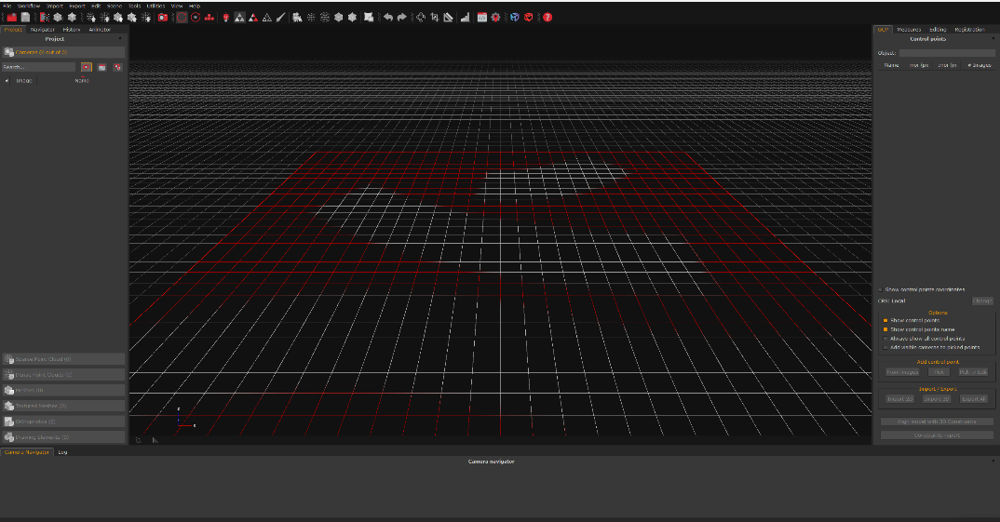 File Workflow Import Export Edit Scene Tools Utilities View Help
Project Navigator History Animator
Project
Cameras (0 out of 0)
Search...
Image Name
Sparse Point Cloud (0)
Dense Point Clouds (0)
Meshes (0)
Textured Meshes (0)
Orthophotos (0)
Drawing Elements (0)
Camera Navigator Log
Camera navigator
GCP Measures Editing Registration
Control points
Object:
Name rror (px error (m # Images
Show control points coordinates
CRS: Local Change
Options
Show control points
Show control points name
Always show all control points
Add visible cameras to picked points
Add control point
From Images Pick Pick -> Edit
Import / Export
Import 2D Import 3D Export All
Align model with 3D Constraints
Constraints report